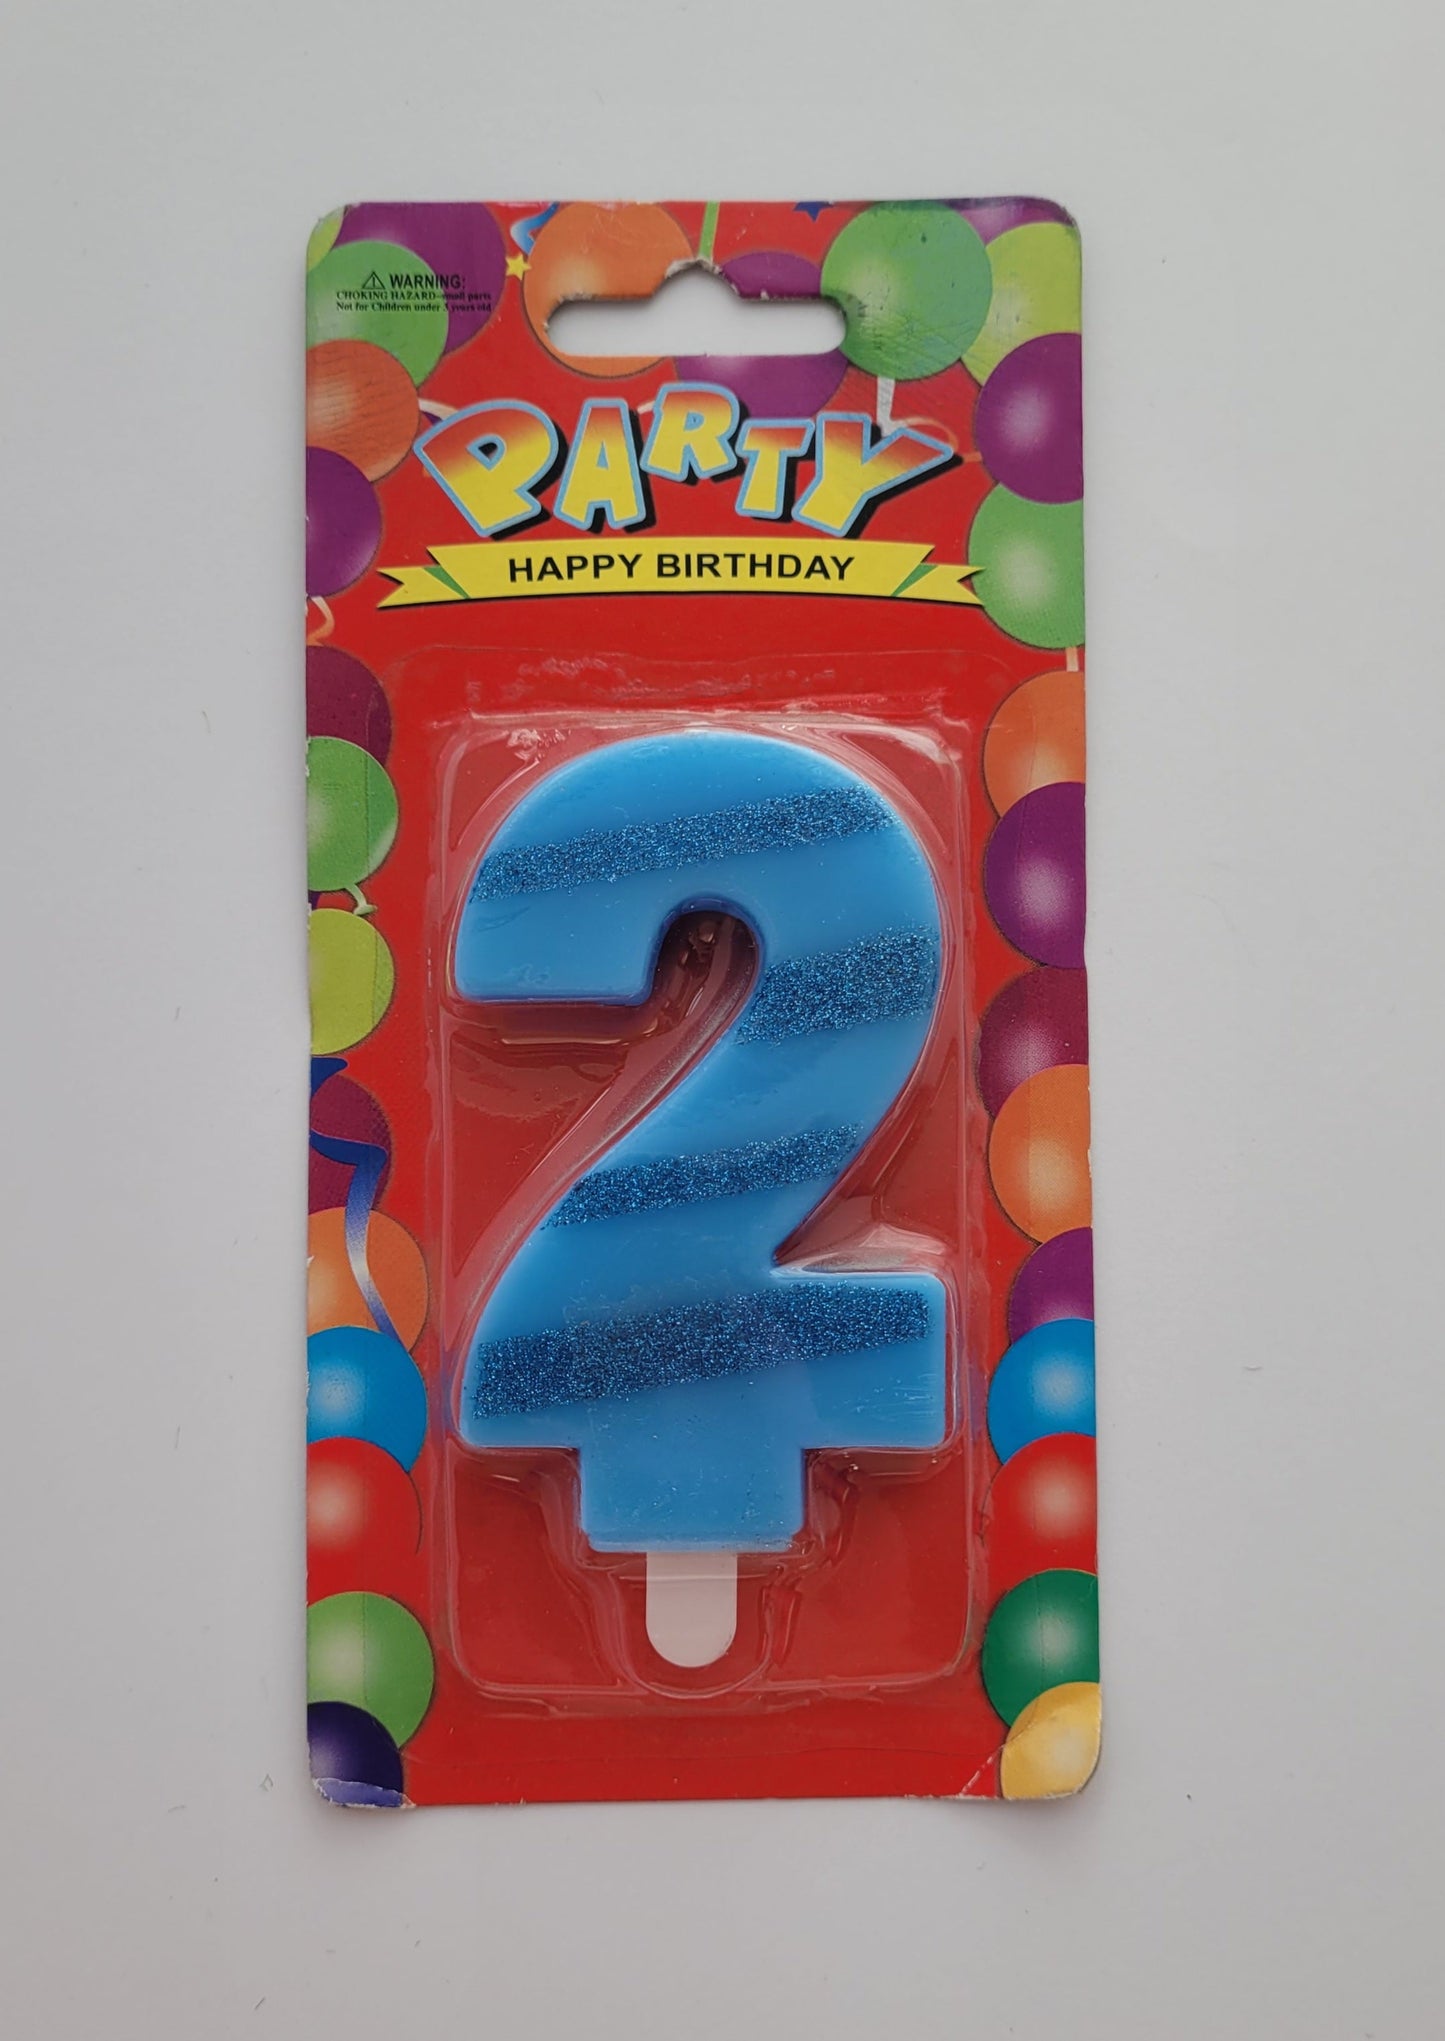 ⚠ WARNING:
CHOKING HAZARD-small parts
Not for Children under 3 years old
PARTY
HAPPY BIRTHDAY
2